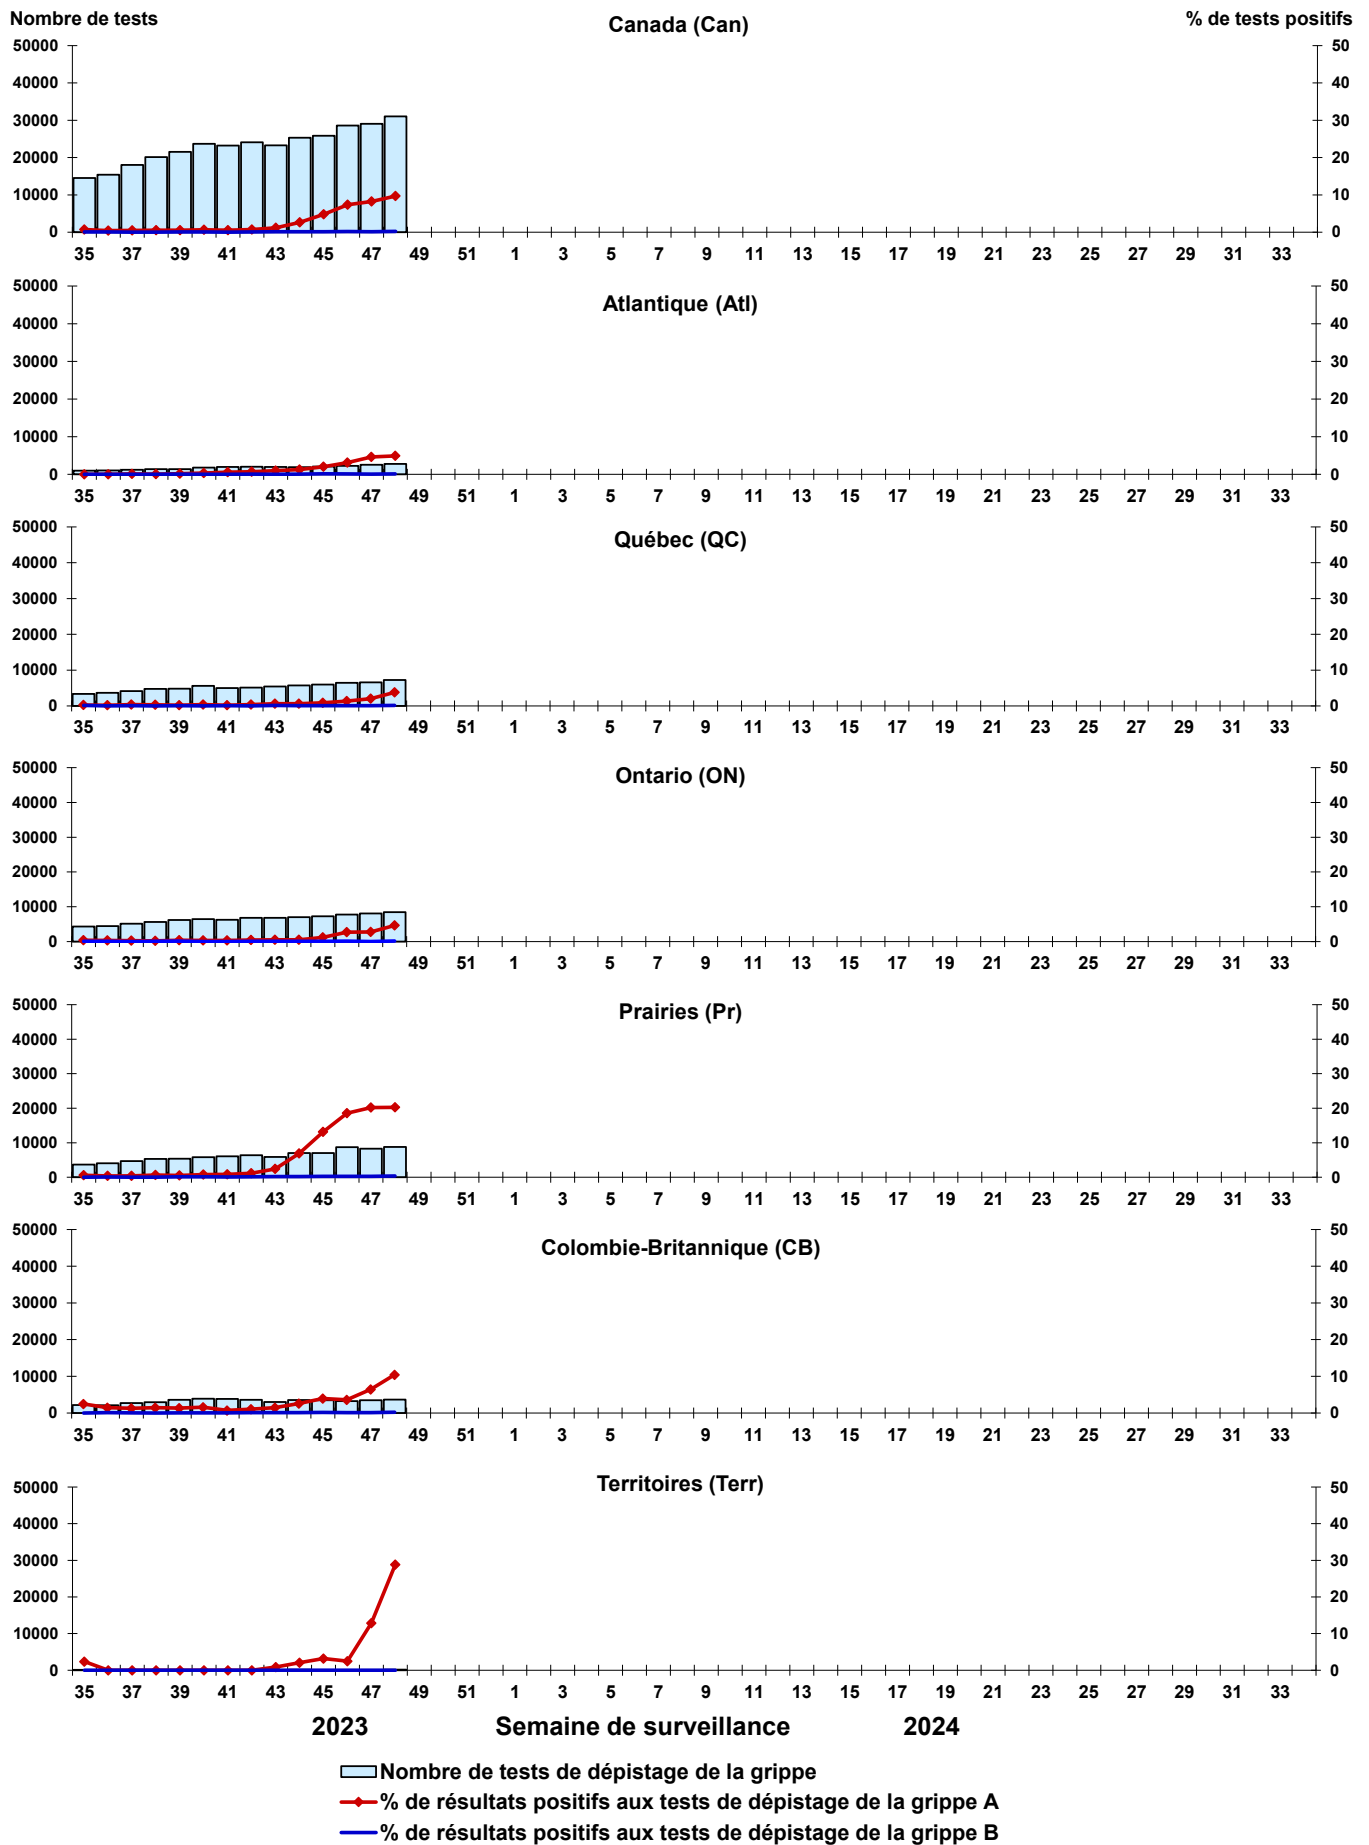 Nombre de tests
Canada (Can)
% de tests positifs
50000 50
40000 40
30000 30
20000 20
10000 10
0 0
35 37 39 41 43 45 47 49 51 1 3 5 7 9 11 13 15 17 19 21 23 25 27 29 31 33
Atlantique (Atl)
50000 50
40000 40
30000 30
20000 20
10000 10
0 0
35 37 39 41 43 45 47 49 51 1 3 5 7 9 11 13 15 17 19 21 23 25 27 29 31 33
Québec (QC)
50000 50
40000 40
30000 30
20000 20
10000 10
0 0
35 37 39 41 43 45 47 49 51 1 3 5 7 9 11 13 15 17 19 21 23 25 27 29 31 33
Ontario (ON)
50000 50
40000 40
30000 30
20000 20
10000 10
0 0
35 37 39 41 43 45 47 49 51 1 3 5 7 9 11 13 15 17 19 21 23 25 27 29 31 33
Prairies (Pr)
50000 50
40000 40
30000 30
20000 20
10000 10
0 0
35 37 39 41 43 45 47 49 51 1 3 5 7 9 11 13 15 17 19 21 23 25 27 29 31 33
Colombie-Britannique (CB)
50000 50
40000 40
30000 30
20000 20
10000 10
0 0
35 37 39 41 43 45 47 49 51 1 3 5 7 9 11 13 15 17 19 21 23 25 27 29 31 33
Territoires (Terr)
50000 50
40000 40
30000 30
20000 20
10000 10
0 0
35 37 39 41 43 45 47 49 51 1 3 5 7 9 11 13 15 17 19 21 23 25 27 29 31 33
2023 Semaine de surveillance 2024
Nombre de tests de dépistage de la grippe
% de résultats positifs aux tests de dépistage de la grippe A
% de résultats positifs aux tests de dépistage de la grippe B